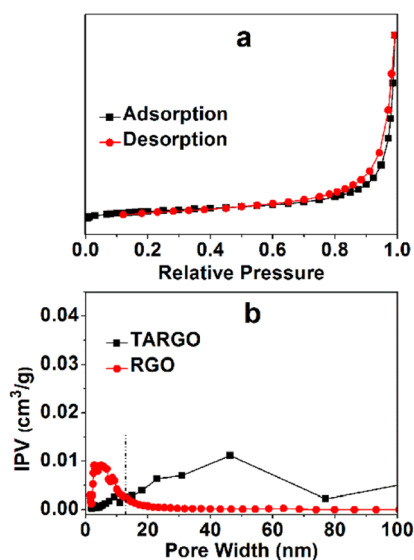 a
Adsorption
Desorption
0.0 0.2 0.4 0.6 0.8 1.0
Relative Pressure
b
0.04
TARGO
0.03
RGO
0.02
0.01
0.00
IPV (cm³/g)
0 20 40 60 80 100
Pore Width (nm)